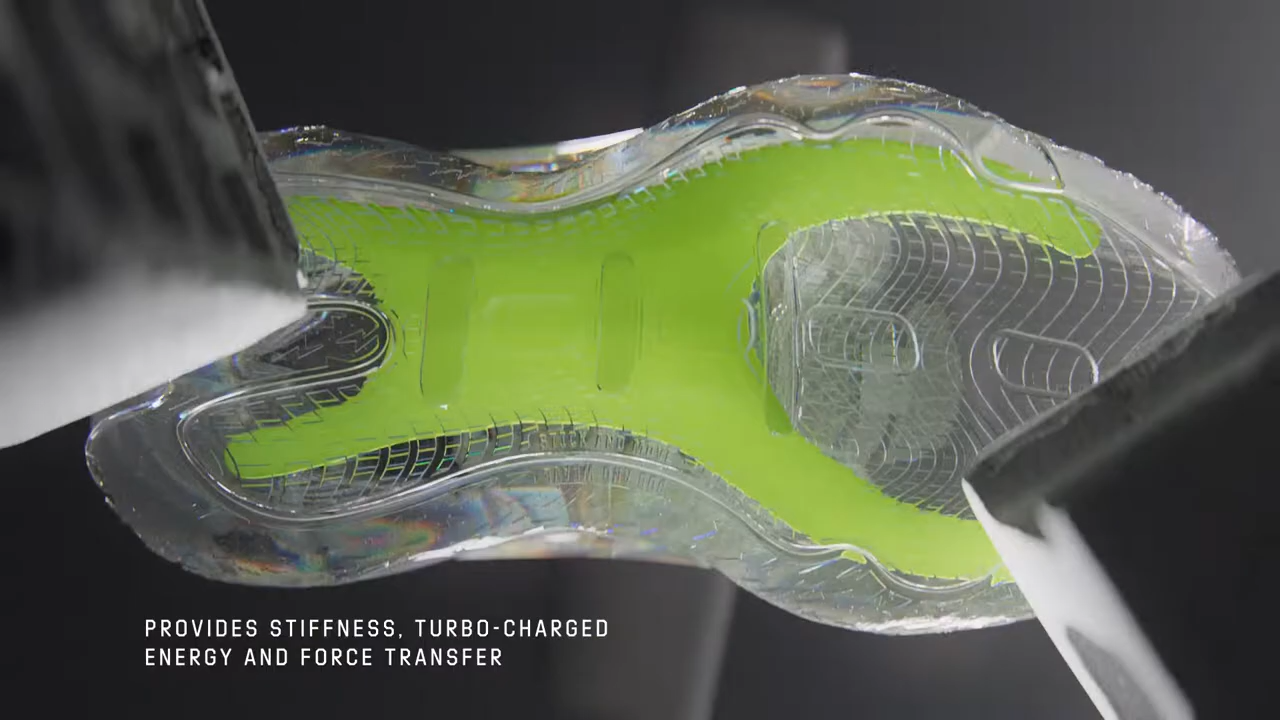 PROVIDES STIFFNESS, TURBO-CHARGED
ENERGY AND FORCE TRANSFER